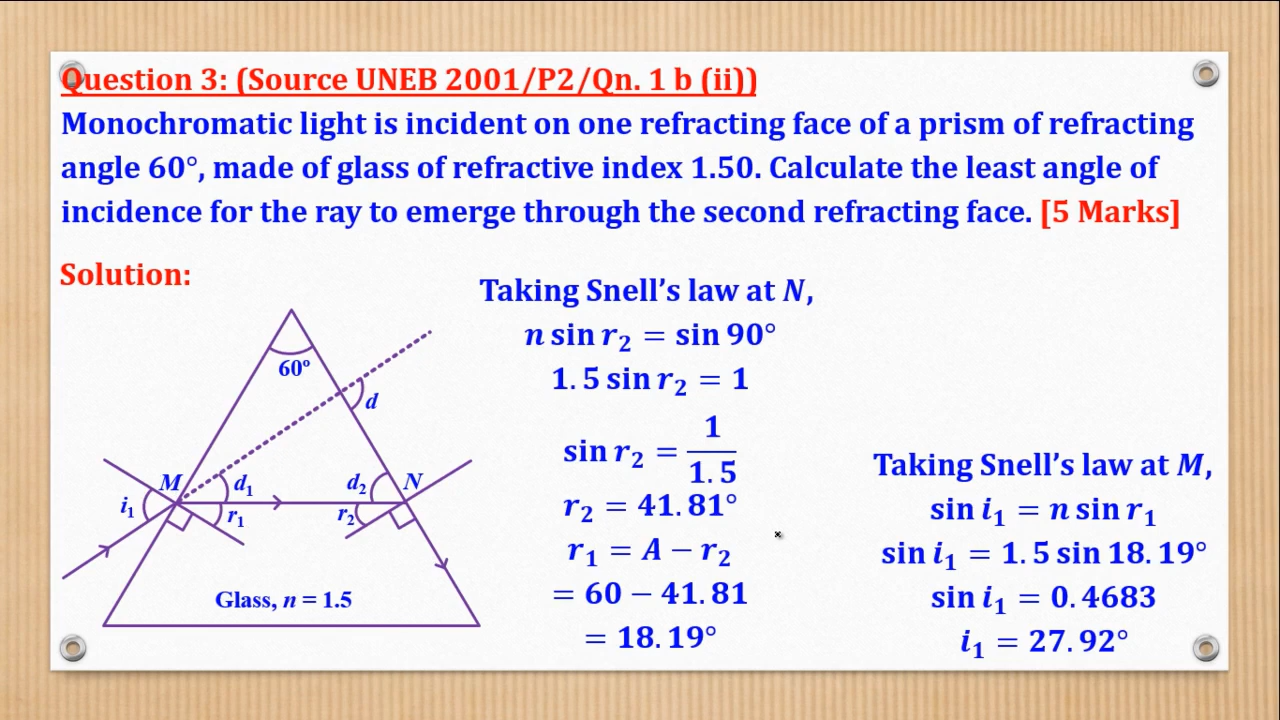 Question 3: (Source UNEB 2001/P2/Qn. 1 b (ii))
Monochromatic light is incident on one refracting face of a prism of refracting
angle 60°, made of glass of refractive index 1.50. Calculate the least angle of
incidence for the ray to emerge through the second refracting face. [5 Marks]
Solution:
60º
d
M
d₁
d₂
N
i₁
r₁
r₂
Glass, n = 1.5
Taking Snell’s law at N,
n sin r₂ = sin 90°
1.5 sin r₂ = 1
sin r₂ = 1/1.5
r₂ = 41.81°
r₁ = A − r₂
= 60 − 41.81
= 18.19°
Taking Snell’s law at M,
sin i₁ = n sin r₁
sin i₁ = 1.5 sin 18.19°
sin i₁ = 0.4683
i₁ = 27.92°